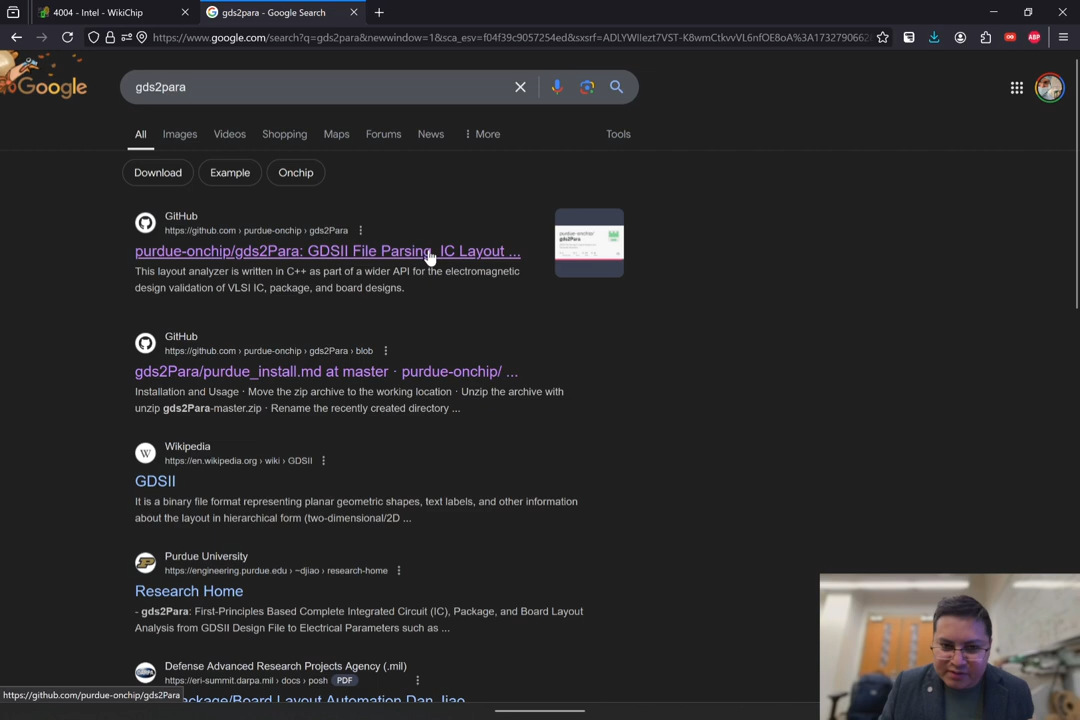 4004 - Intel - WikiChip
gds2para - Google Search
https://www.google.com/search?q=gds2para&newwindow=1&sca_esv=f04f39c9057254ed&sxsrf=ADLYWIIezt7VST-K8wmCtkvvVL6nfOE8oA%3A1732790662
ABP
Google
gds2para
All
Images
Videos
Shopping
Maps
Forums
News
More
Tools
Download
Example
Onchip
GitHub
https://github.com › purdue-onchip › gds2Para
purdue-onchip/gds2Para: GDSII File Parsing, IC Layout ...
This layout analyzer is written in C++ as part of a wider API for the electromagnetic
design validation of VLSI IC, package, and board designs.
GitHub
https://github.com › purdue-onchip › gds2Para › blob
gds2Para/purdue_install.md at master · purdue-onchip/ ...
Installation and Usage · Move the zip archive to the working location · Unzip the archive with
unzip gds2Para-master.zip · Rename the recently created directory ...
Wikipedia
https://en.wikipedia.org › wiki › GDSII
GDSII
It is a binary file format representing planar geometric shapes, text labels, and other information
about the layout in hierarchical form (two-dimensional/2D ...
Purdue University
https://engineering.purdue.edu › ~djiao › research-home
Research Home
- gds2Para: First-Principles Based Complete Integrated Circuit (IC), Package, and Board Layout
Analysis from GDSII Design File to Electrical Parameters such as ...
Defense Advanced Research Projects Agency (.mil)
https://eri-summit.darpa.mil › docs › posh
PDF
https://github.com/purdue-onchip/gds2Para
ackage/Board Layout Automation Dan Jiao